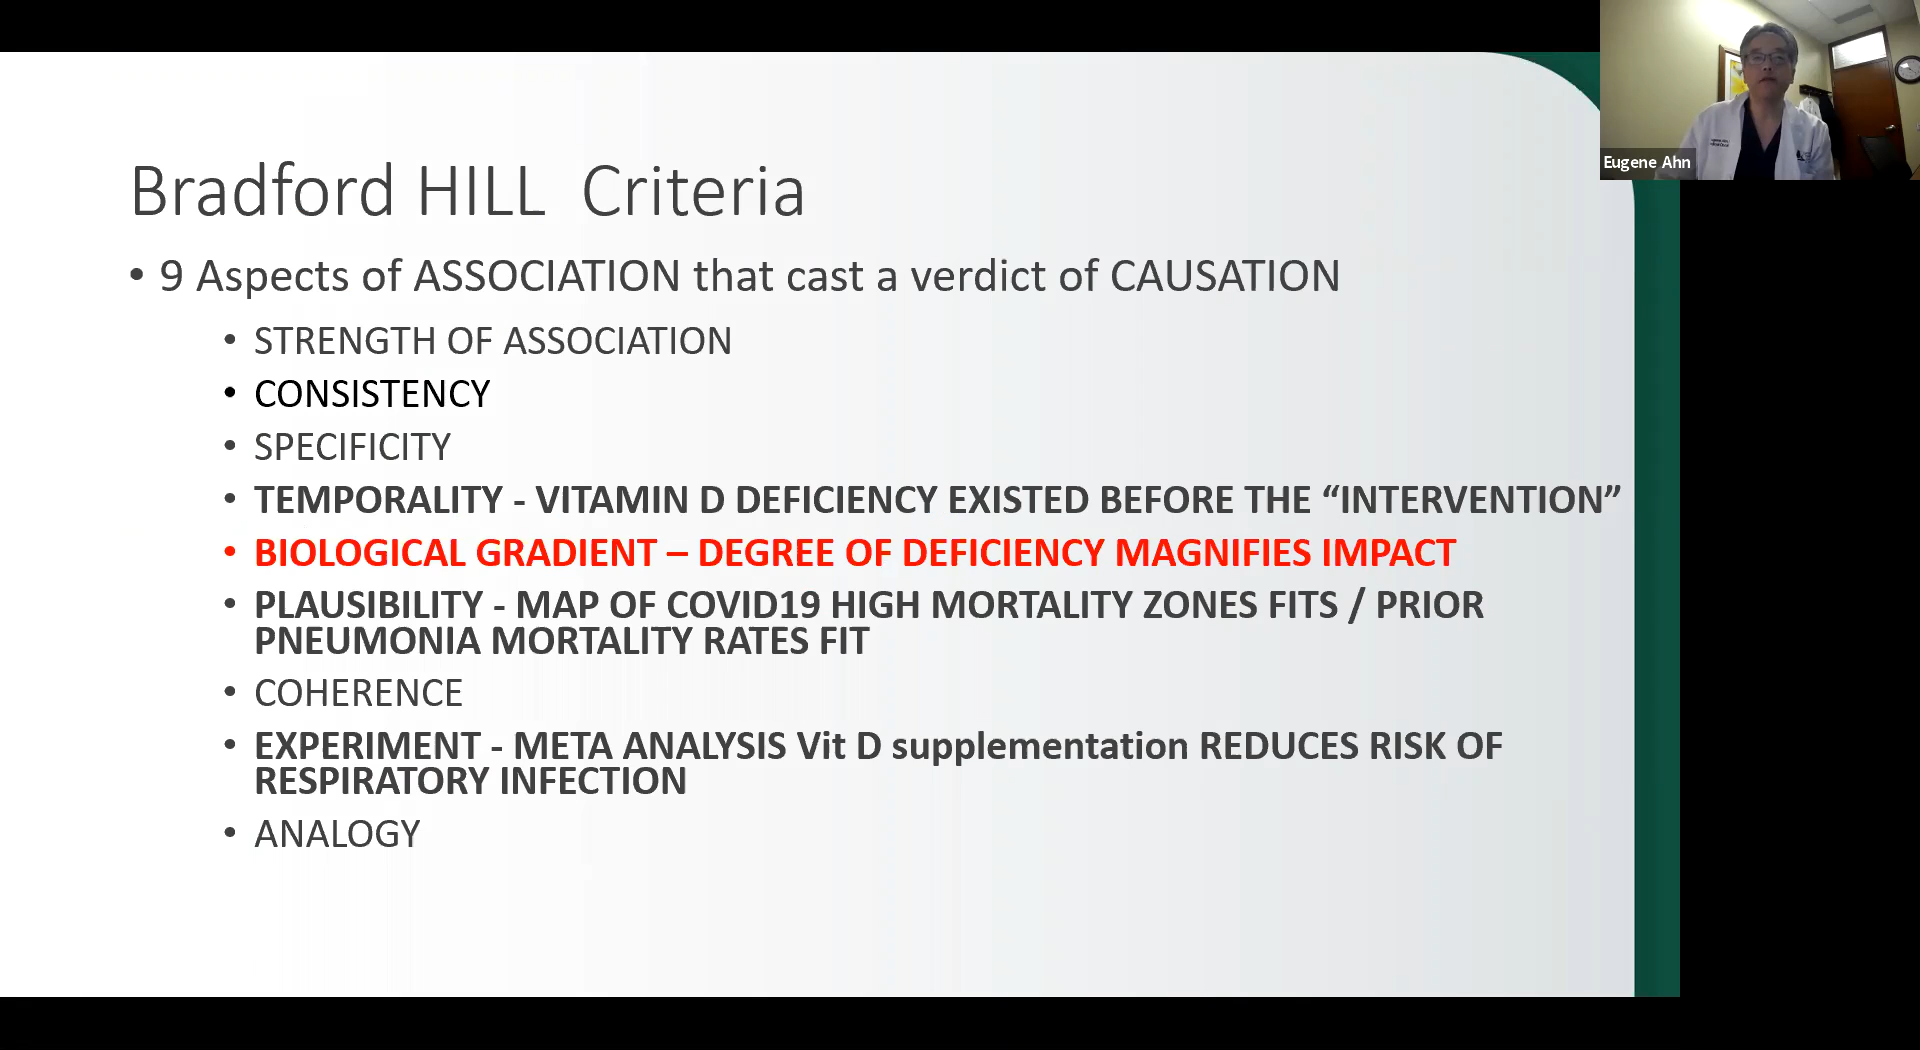 Bradford HILL Criteria
• 9 Aspects of ASSOCIATION that cast a verdict of CAUSATION
• STRENGTH OF ASSOCIATION
• CONSISTENCY
• SPECIFICITY
• TEMPORALITY - VITAMIN D DEFICIENCY EXISTED BEFORE THE “INTERVENTION”
• BIOLOGICAL GRADIENT – DEGREE OF DEFICIENCY MAGNIFIES IMPACT
• PLAUSIBILITY - MAP OF COVID19 HIGH MORTALITY ZONES FITS / PRIOR
PNEUMONIA MORTALITY RATES FIT
• COHERENCE
• EXPERIMENT - META ANALYSIS Vit D supplementation REDUCES RISK OF
RESPIRATORY INFECTION
• ANALOGY
Eugene Ahn